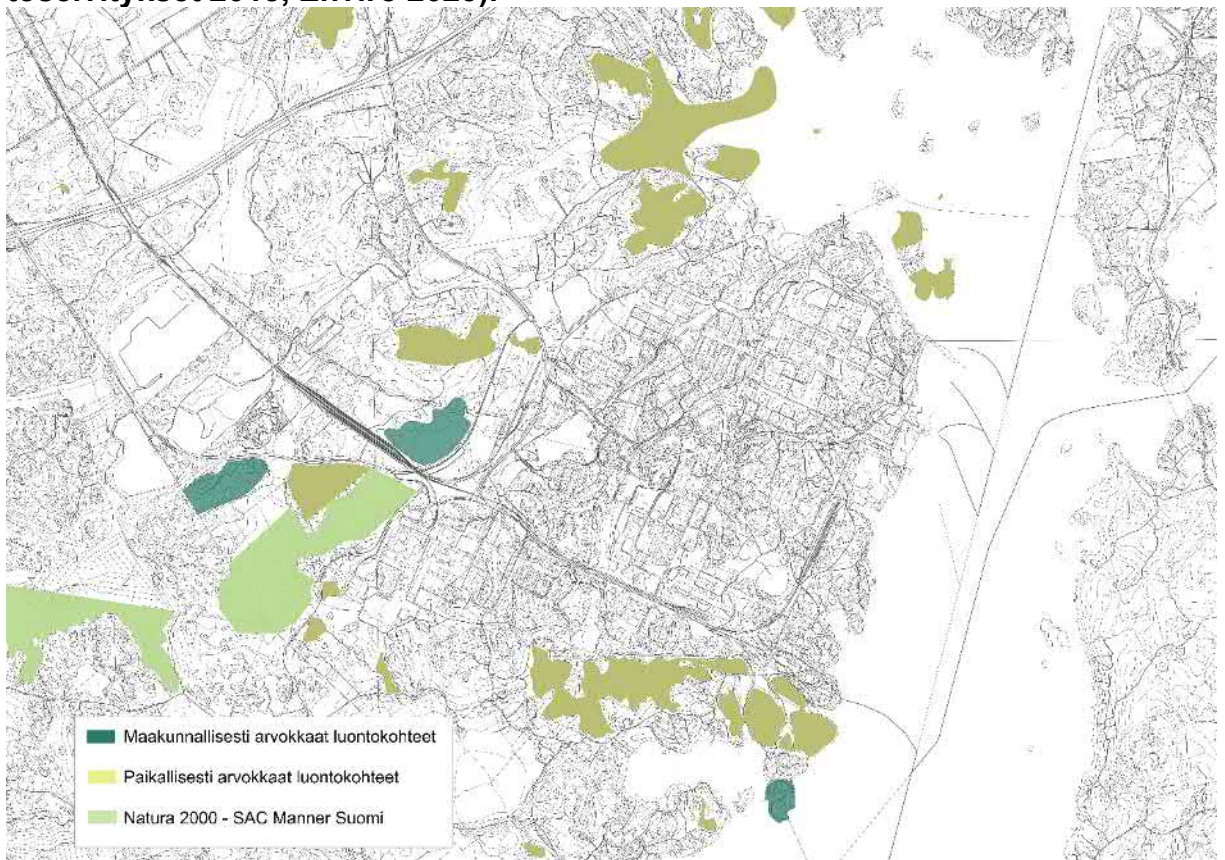 Maakunnallisesti arvokkaat luontokohteet
Paikallisesti arvokkaat luontokohteet
Natura 2000 - SAC Manner Suomi